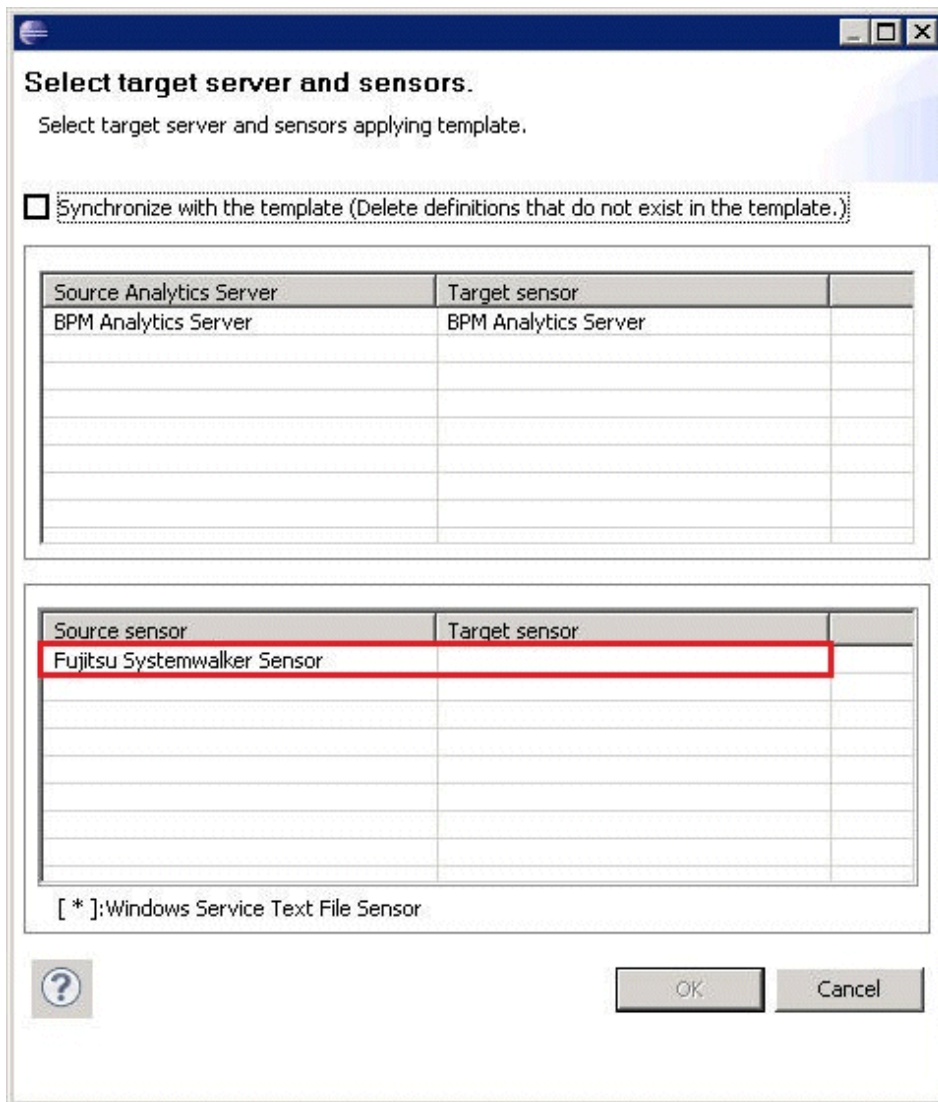 Select target server and sensors.
Select target server and sensors applying template.
Synchronize with the template (Delete definitions that do not exist in the template.)
Source Analytics Server Target sensor
BPM Analytics Server BPM Analytics Server
Source sensor Target sensor
Fujitsu Systemwalker Sensor
[ * ]:Windows Service Text File Sensor
? OK Cancel